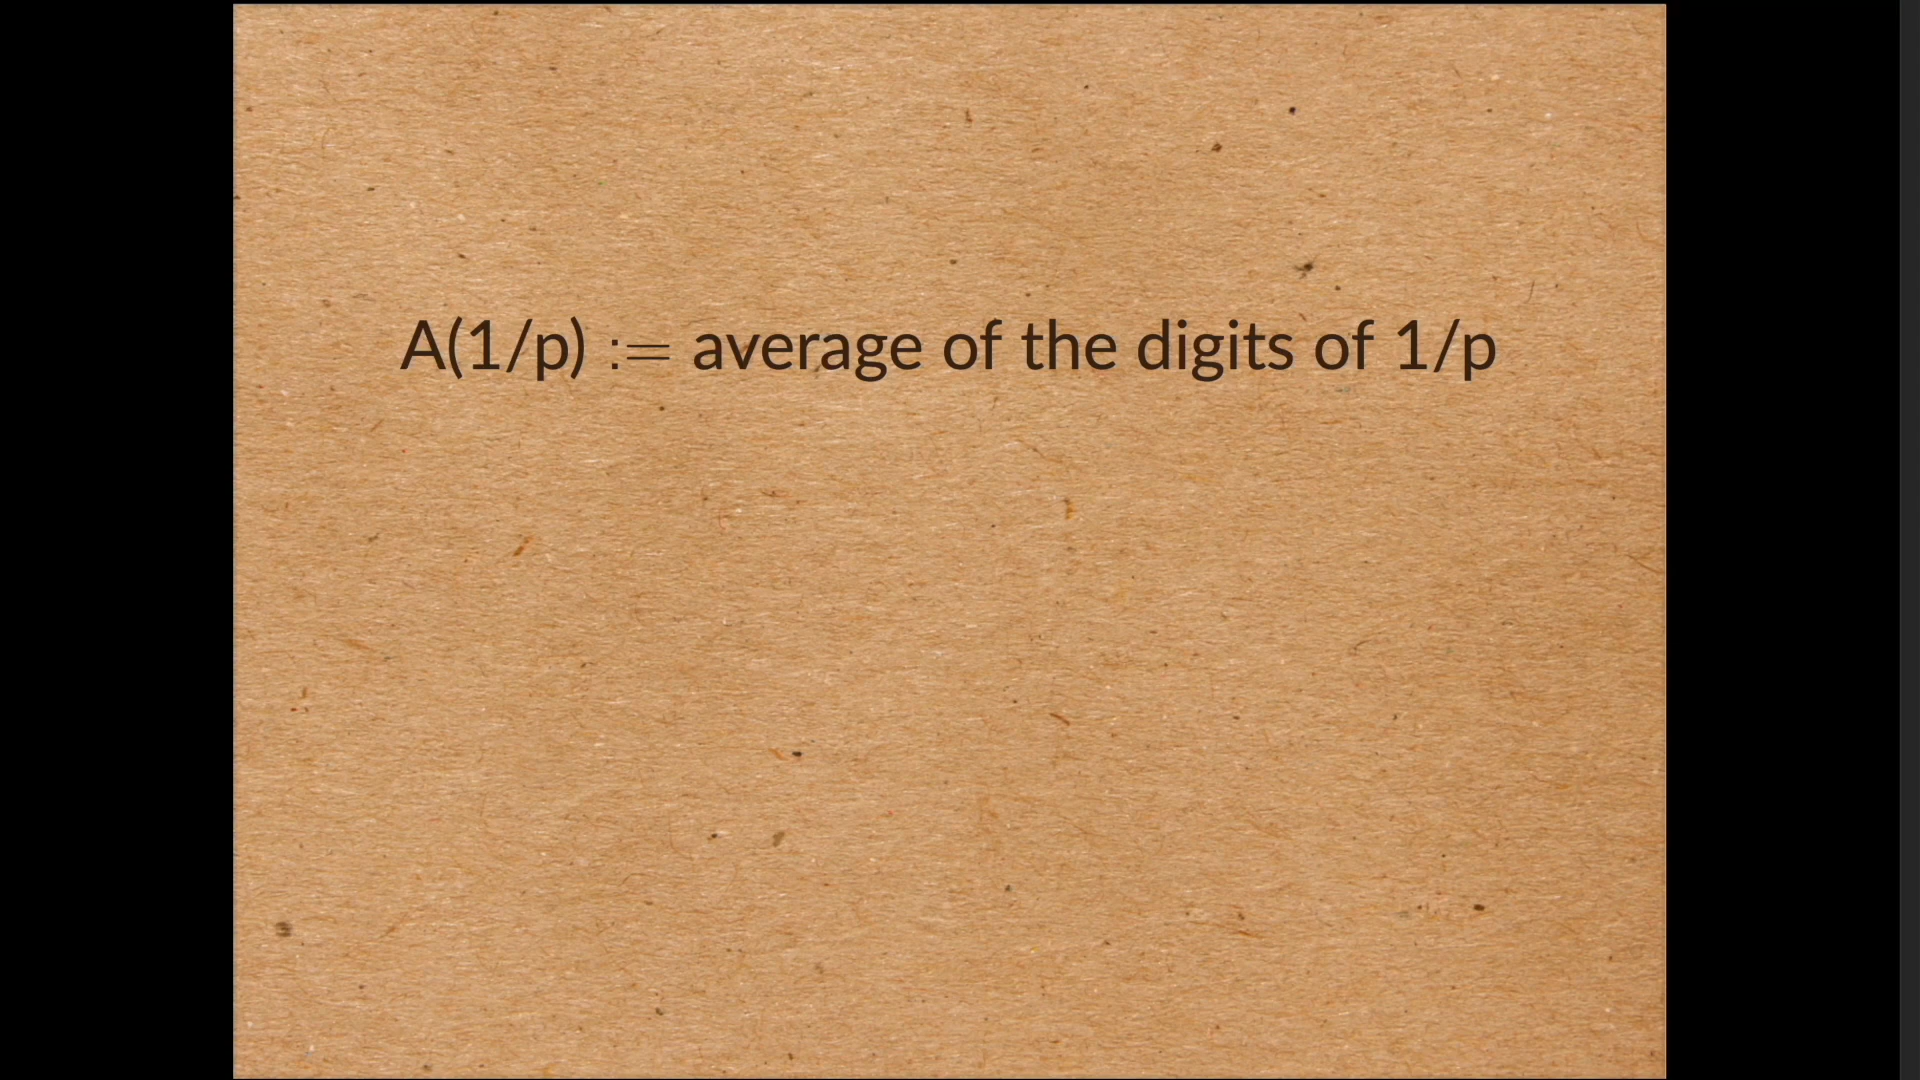 A(1/p) := average of the digits of 1/p